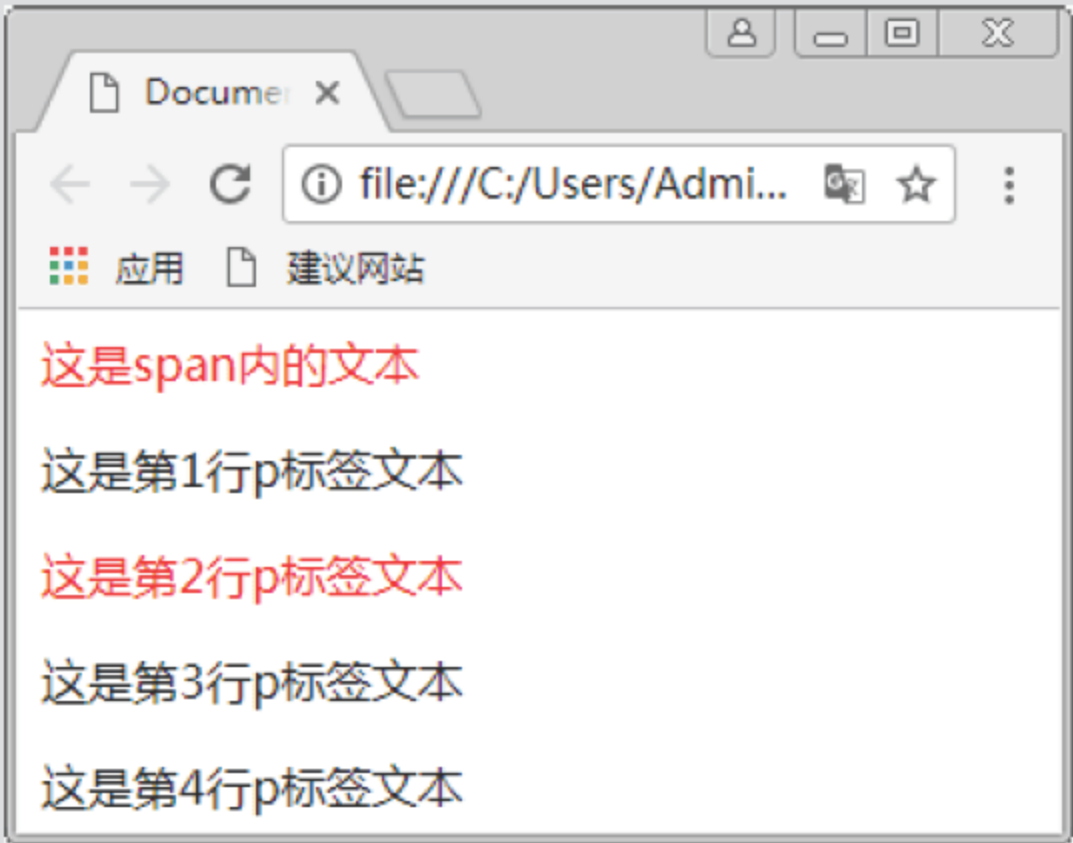 Documen
file:///C:/Users/Admi...
应用 建议网站
这是span内的文本
这是第1行p标签文本
这是第2行p标签文本
这是第3行p标签文本
这是第4行p标签文本